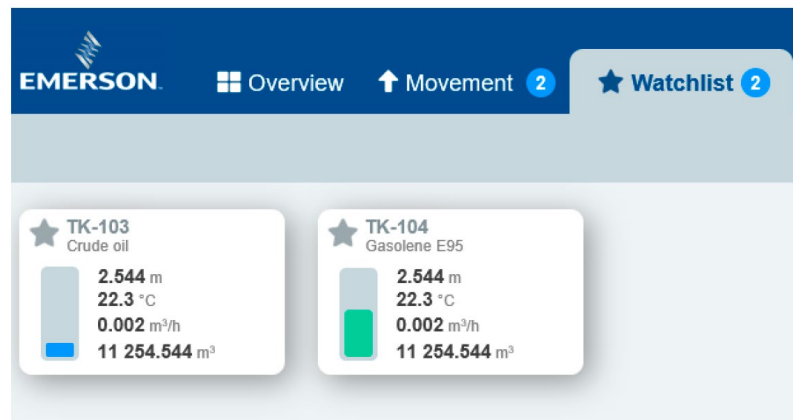 EMERSON.
Overview
Movement 2
Watchlist 2
TK-103
Crude oil
2.544 m
22.3 °C
0.002 m³/h
11 254.544 m³
TK-104
Gasolene E95
2.544 m
22.3 °C
0.002 m³/h
11 254.544 m³